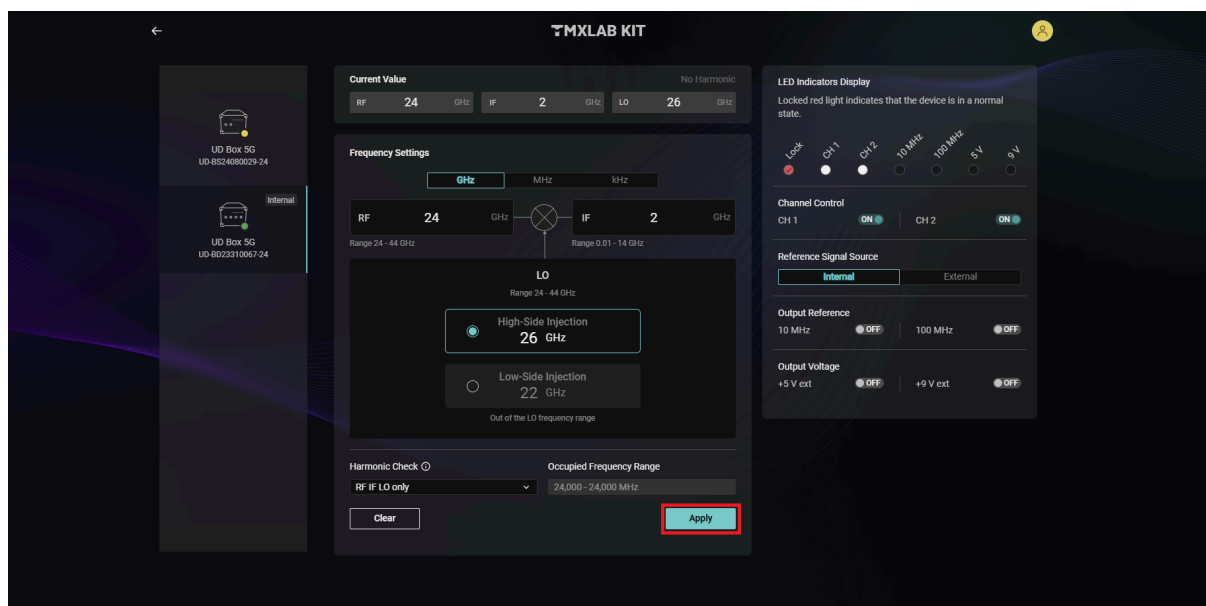 TMXLAB KIT
UD Box 5G
UD-BS24080029-24
Internal
UD Box 5G
UD-BD23310067-24
Current Value
No Harmonic
RF 24 GHz IF 2 GHz LO 26 GHz
Frequency Settings
GHz MHz kHz
RF 24 GHz IF 2 GHz
Range 24 - 44 GHz Range 0.01 - 14 GHz
LO
Range 24 - 44 GHz
High-Side Injection
26 GHz
Low-Side Injection
22 GHz
Out of the LO frequency range
Harmonic Check Occupied Frequency Range
RF IF LO only 24,000 - 24,000 MHz
Clear Apply
LED Indicators Display
Locked red light indicates that the device is in a normal
state.
Lock CH 1 CH 2 10 MHz 100 MHz 5 V 9 V
Channel Control
CH 1 ON CH 2 ON
Reference Signal Source
Internal External
Output Reference
10 MHz OFF 100 MHz OFF
Output Voltage
+5 V ext OFF +9 V ext OFF